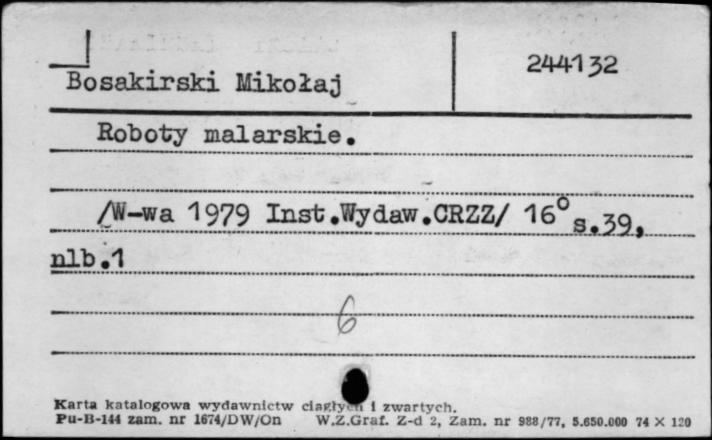 244132
Bosakirski Mikołaj
Roboty malarskie.
/W-wa 1979 Inst.Wydaw.CRZZ/ 16° s.39,
nlb.1
6
Karta katalogowa wydawnictw ciągłych i zwartych.
Pu-B-144 zam. nr 1674/DW/On W.Z.Graf. Z-d 2, Zam. nr 988/77, 5.650.000 74 × 120